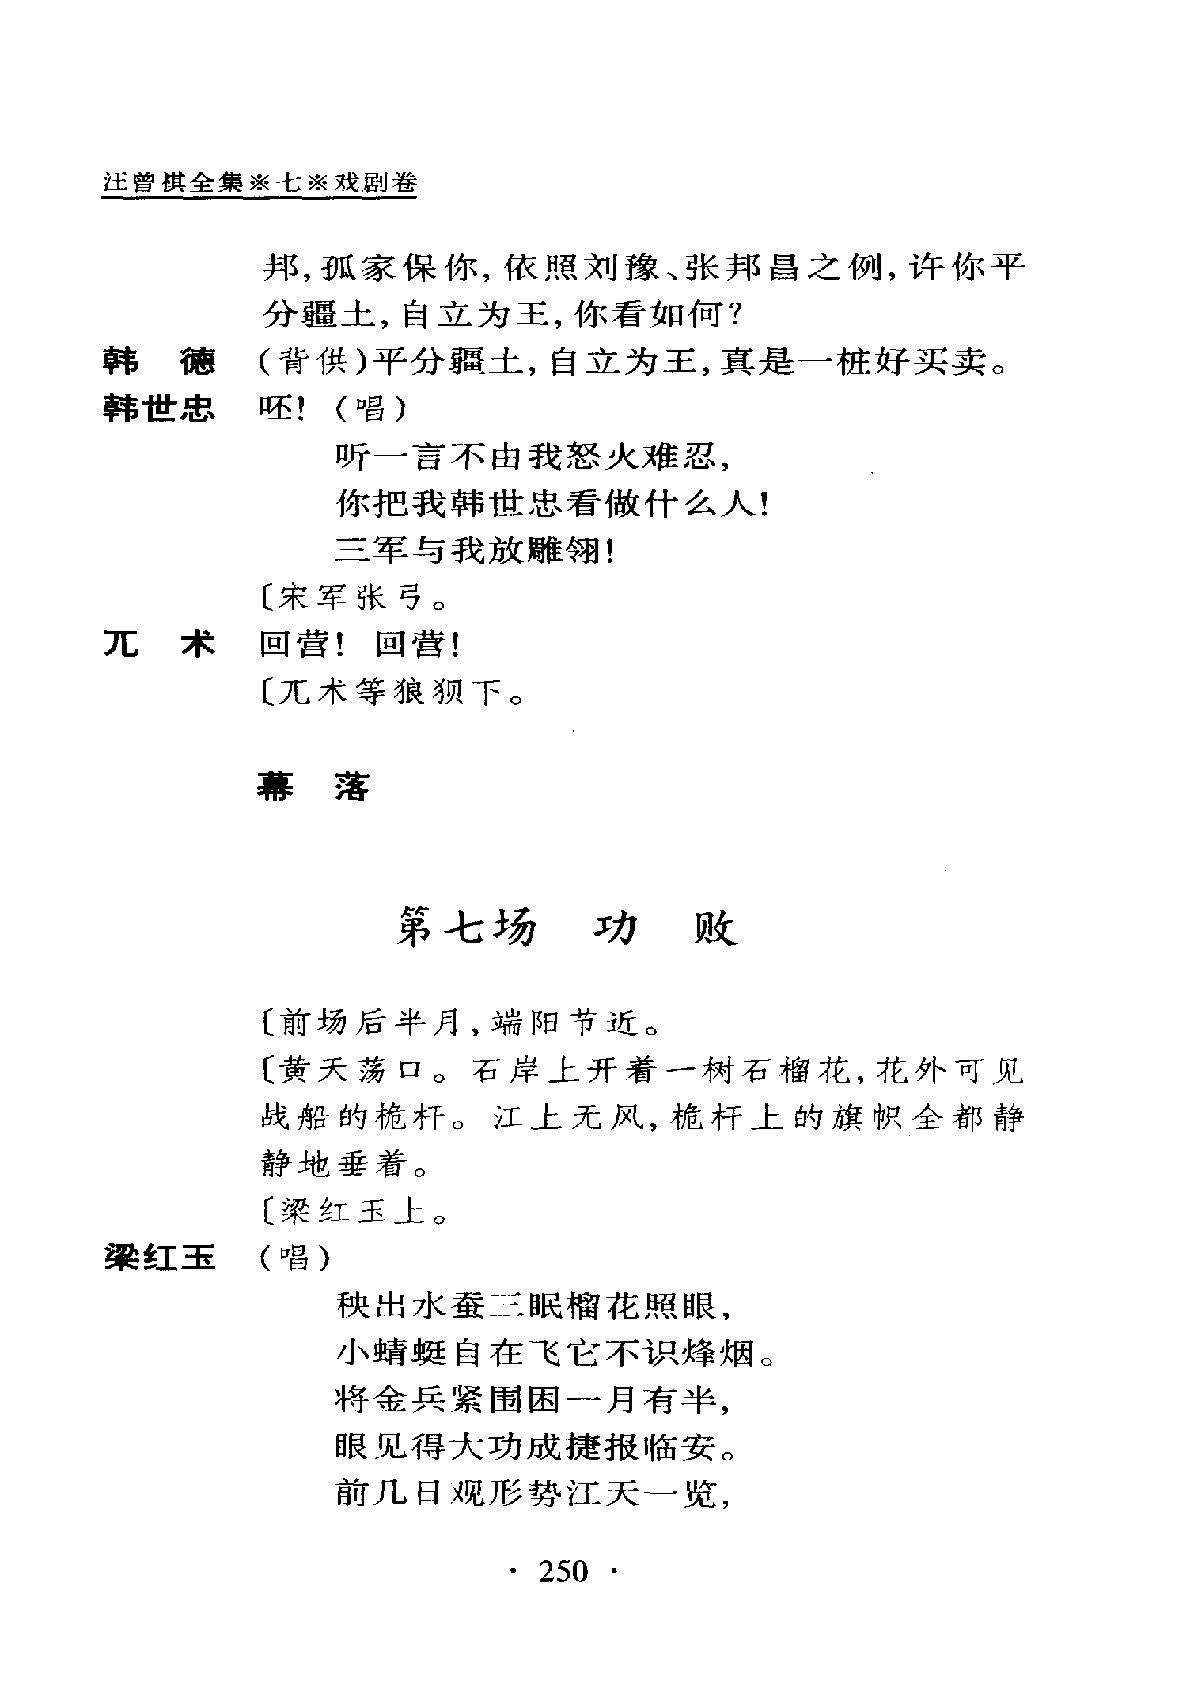 汪曾祺全集※七※戏剧卷
邦,孤家保你,依照刘豫、张邦昌之例,许你平
分疆土,自立为王,你看如何?
韩　德　(背供)平分疆土,自立为王,真是一桩好买卖。
韩世忠　呸!(唱)
听一言不由我怒火难忍,
你把我韩世忠看做什么人!
三军与我放雕翎!
〔宋军张弓。
兀　术　回营!　回营!
〔兀术等狼狈下。
幕　落
第七场　功　败
〔前场后半月,端阳节近。
〔黄天荡口。石岸上开着一树石榴花,花外可见
战船的桅杆。江上无风,桅杆上的旗帜全都静
静地垂着。
〔梁红玉上。
梁红玉　(唱)
秧出水蚕三眠榴花照眼,
小蜻蜓自在飞它不识烽烟。
将金兵紧围困一月有半,
眼见得大功成捷报临安。
前几日观形势江天一览,
· 250 ·